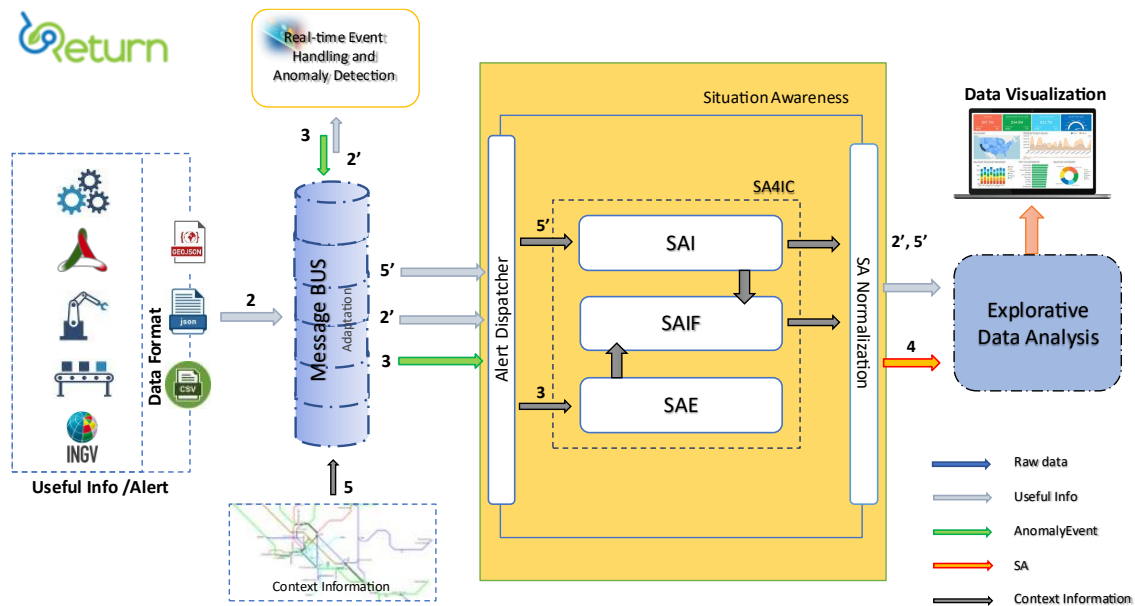 Return
Real-time Event
Handling and
Anomaly Detection
3
2’
Situation Awareness
Data Visualization
SA4IC
GEOJSON
json
CSV
INGV
Data Format
Useful Info /Alert
2
Message BUS
Adaptation
5’
2’
3
5
Context Information
Alert Dispatcher
5’
3
SAI
SAIF
SAE
SA Normalization
2’, 5’
4
Explorative
Data Analysis
Raw data
Useful Info
AnomalyEvent
SA
Context Information